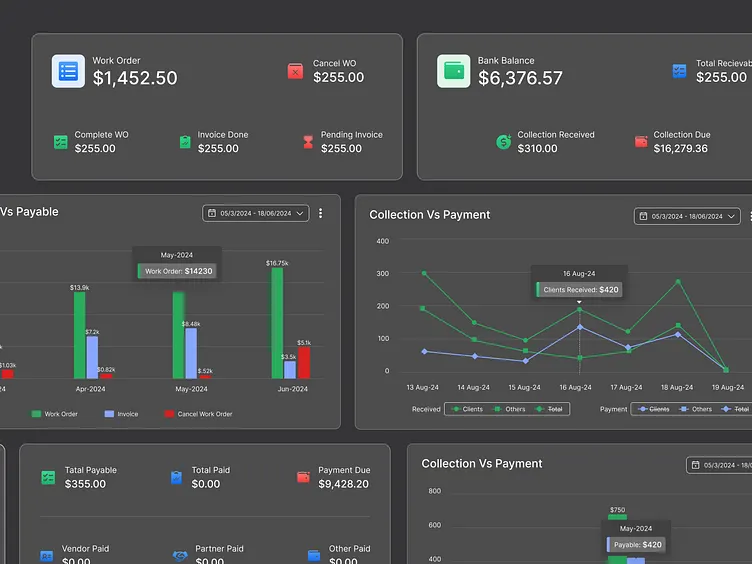 Work Order
$1,452.50
Cancel WO
$255.00
Complete WO
$255.00
Invoice Done
$255.00
Pending Invoice
$255.00
Bank Balance
$6,376.57
Total Recievab
$255.00
Collection Received
$310.00
Collection Due
$16,279.36
Vs Payable
05/3/2024 - 18/06/2024
May-2024
Work Order: $14230
$16.75k
$13.9k
$7.2k
$8.48k
$5.1k
$3.5k
$1.03k
$0.82k
$.52k
24
Apr-2024
May-2024
Jun-2024
Work Order
Invoice
Cancel Work Order
Collection Vs Payment
05/3/2024 - 18/06/2024
400
300
200
100
0
16 Aug-24
Clients Received: $420
13 Aug-24
14 Aug-24
15 Aug-24
16 Aug-24
17 Aug-24
18 Aug-24
19 Aug-24
Received
Clients
Others
Total
Payment
Clients
Others
Total
Tatal Payable
$355.00
Total Paid
$0.00
Payment Due
$9,428.20
Vendor Paid
$0.00
Partner Paid
$0.00
Other Paid
$0.00
Collection Vs Payment
05/3/2024 - 18/0
800
600
400
$750
May-2024
Payable: $420